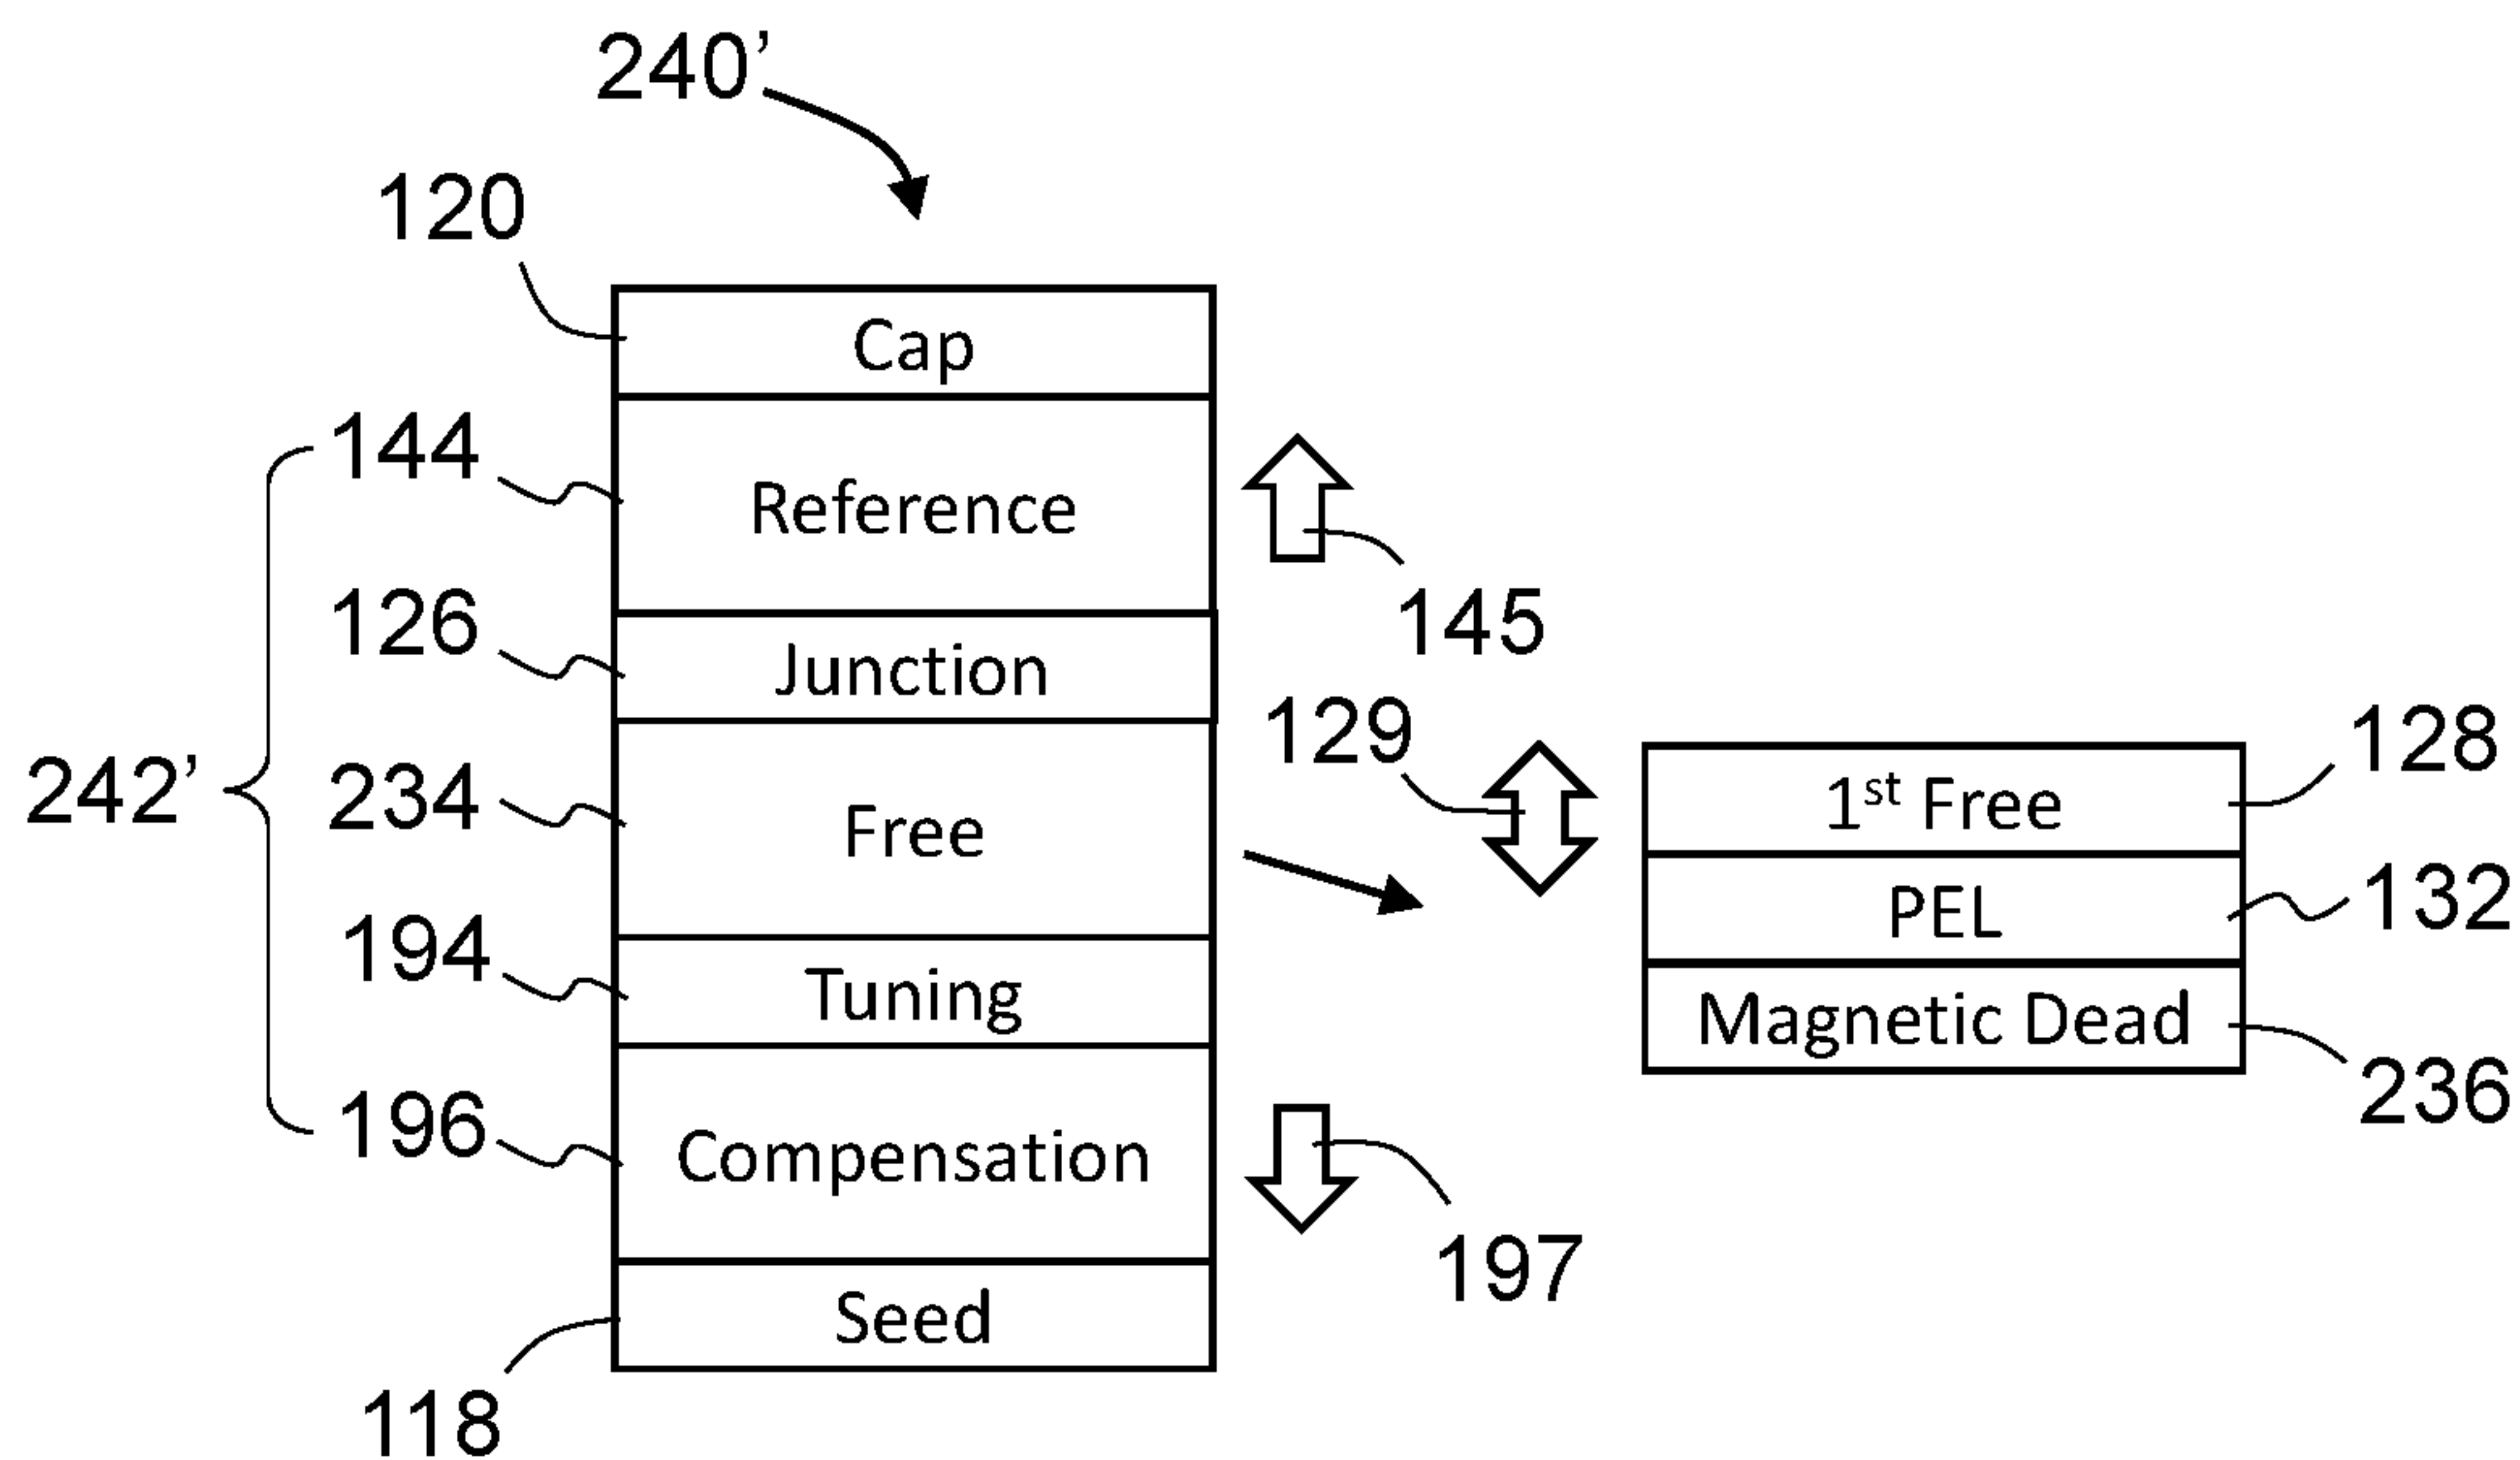 240’
120
Cap
144
Reference
145
126
Junction
129
242’
234
Free
128
1st Free
132
PEL
194
Tuning
Magnetic Dead
236
196
Compensation
197
Seed
118